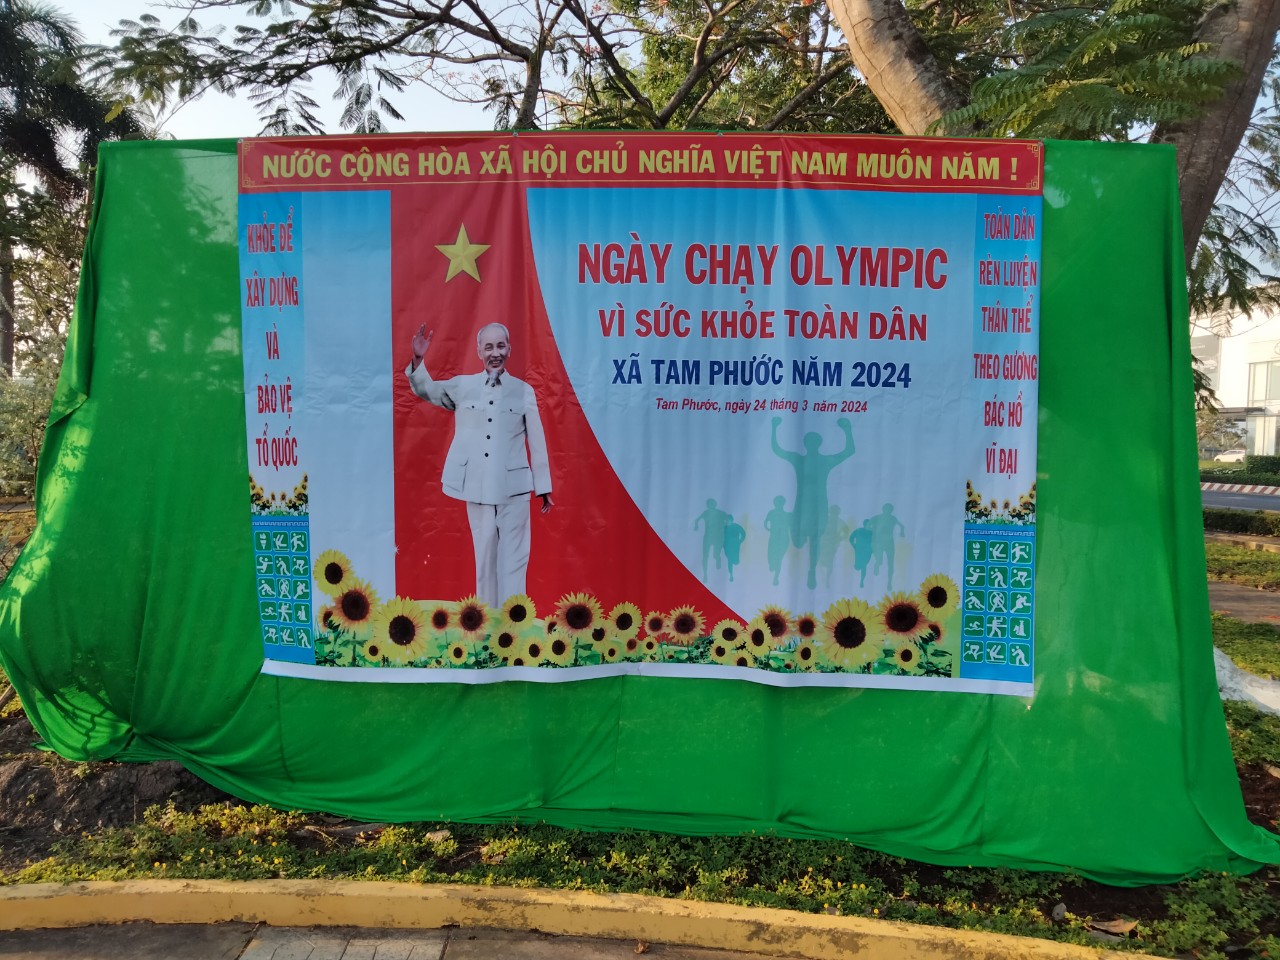 NƯỚC CỘNG HÒA XÃ HỘI CHỦ NGHĨA VIỆT NAM MUÔN NĂM !
KHỎE ĐỂ
XÂY DỰNG
VÀ
BẢO VỆ
TỔ QUỐC
NGÀY CHẠY OLYMPIC
VÌ SỨC KHỎE TOÀN DÂN
XÃ TAM PHƯỚC NĂM 2024
Tam Phước, ngày 24 tháng 3 năm 2024
TOÀN DÂN
RÈN LUYỆN
THÂN THỂ
THEO GƯƠNG
BÁC HỒ
VĨ ĐẠI